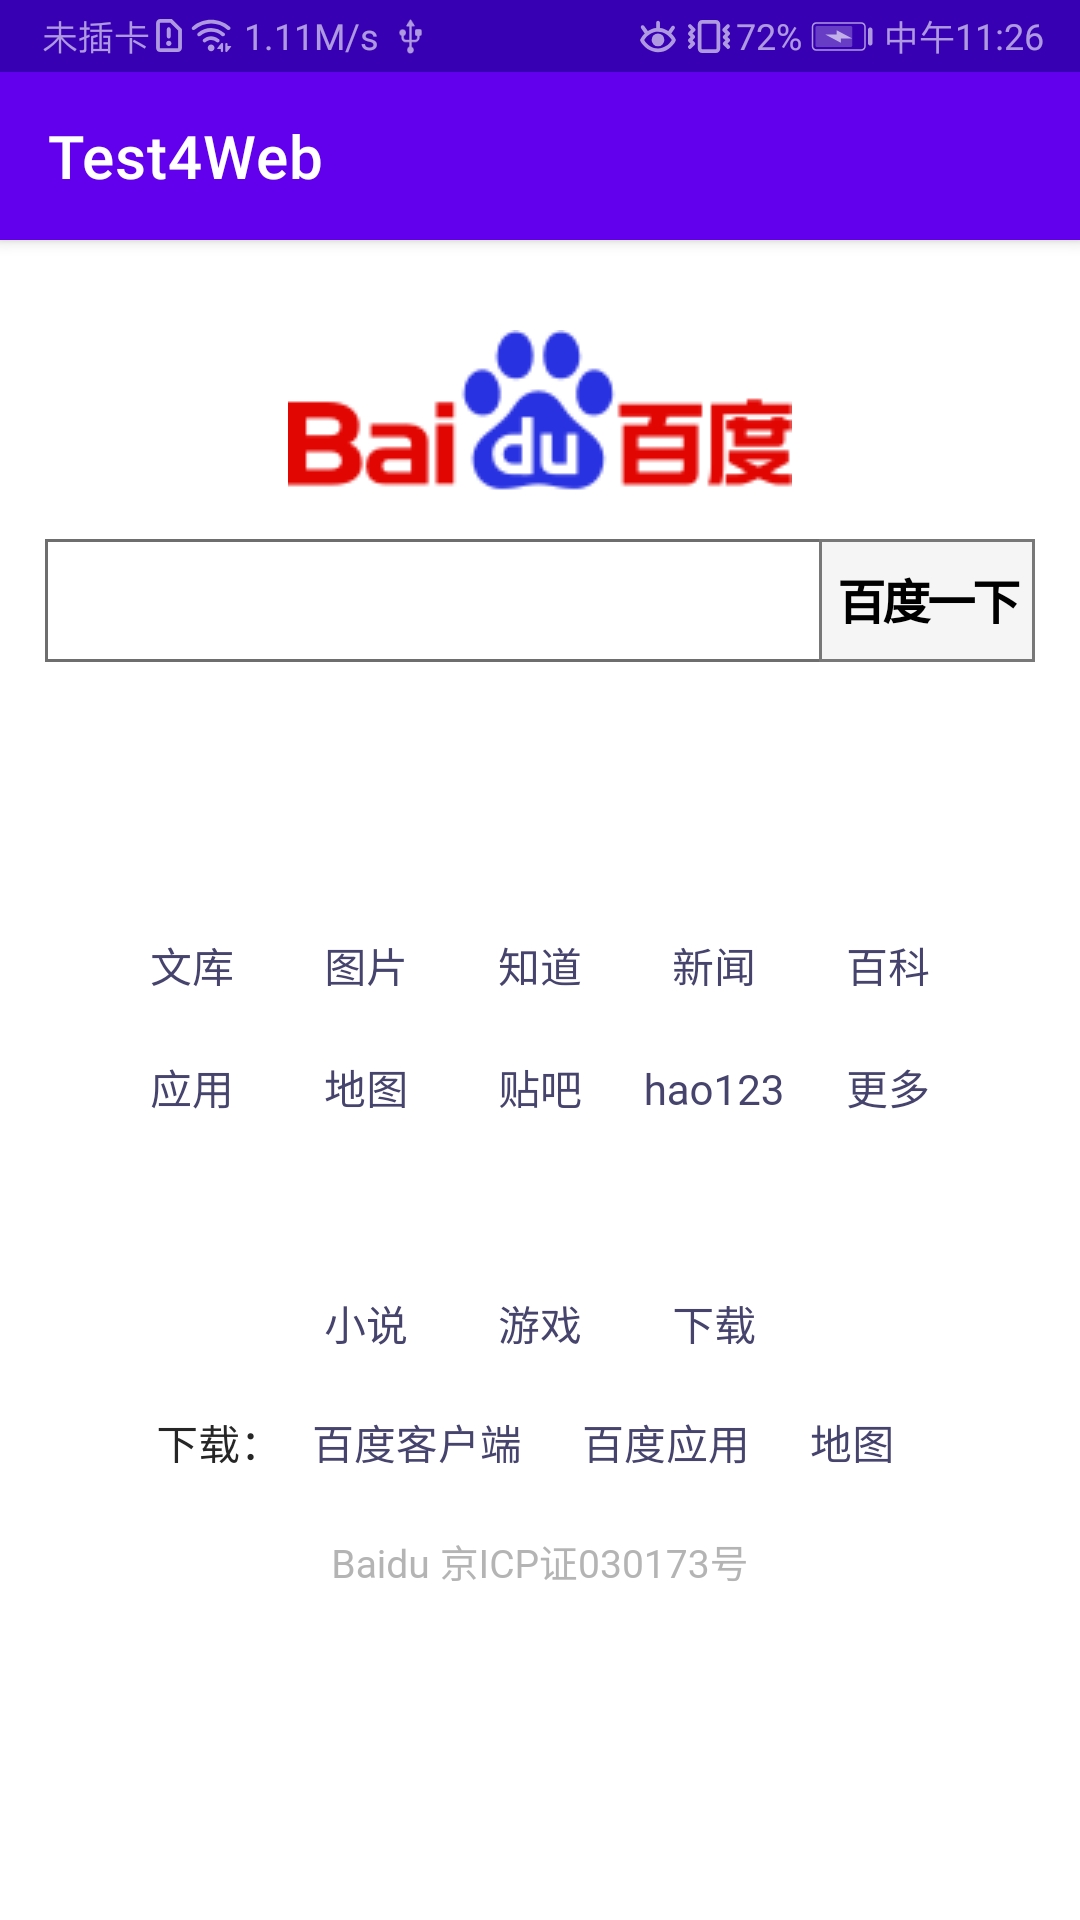 未插卡 1.11M/s 72% 中午11:26
Test4Web
Bai du 百度
百度一下
文库 图片 知道 新闻 百科
应用 地图 贴吧 hao123 更多
小说 游戏 下载
下载： 百度客户端 百度应用 地图
Baidu 京ICP证030173号